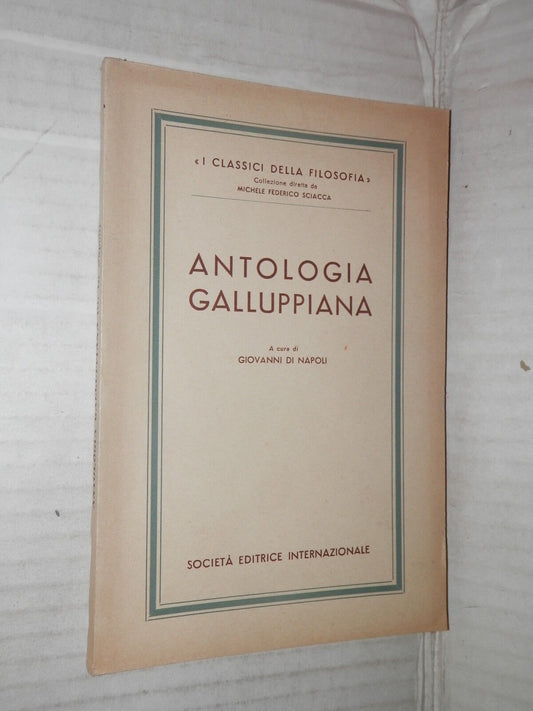 « I CLASSICI DELLA FILOSOFIA »
Collezione diretta da
MICHELE FEDERICO SCIACCA
ANTOLOGIA
GALLUPPIANA
A cura di
GIOVANNI DI NAPOLI
SOCIETÀ EDITRICE INTERNAZIONALE